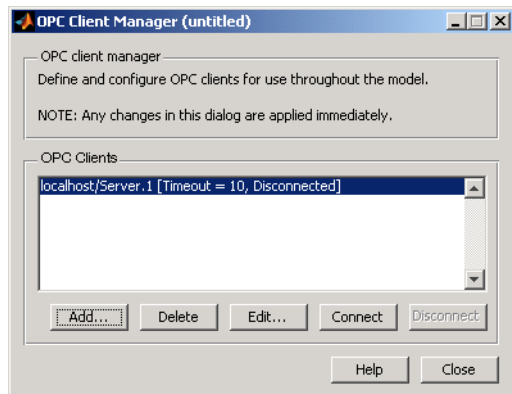 OPC Client Manager (untitled)
OPC client manager
Define and configure OPC clients for use throughout the model.
NOTE: Any changes in this dialog are applied immediately.
OPC Clients
localhost/Server.1 [Timeout = 10, Disconnected]
Add... Delete Edit... Connect Disconnect
Help Close